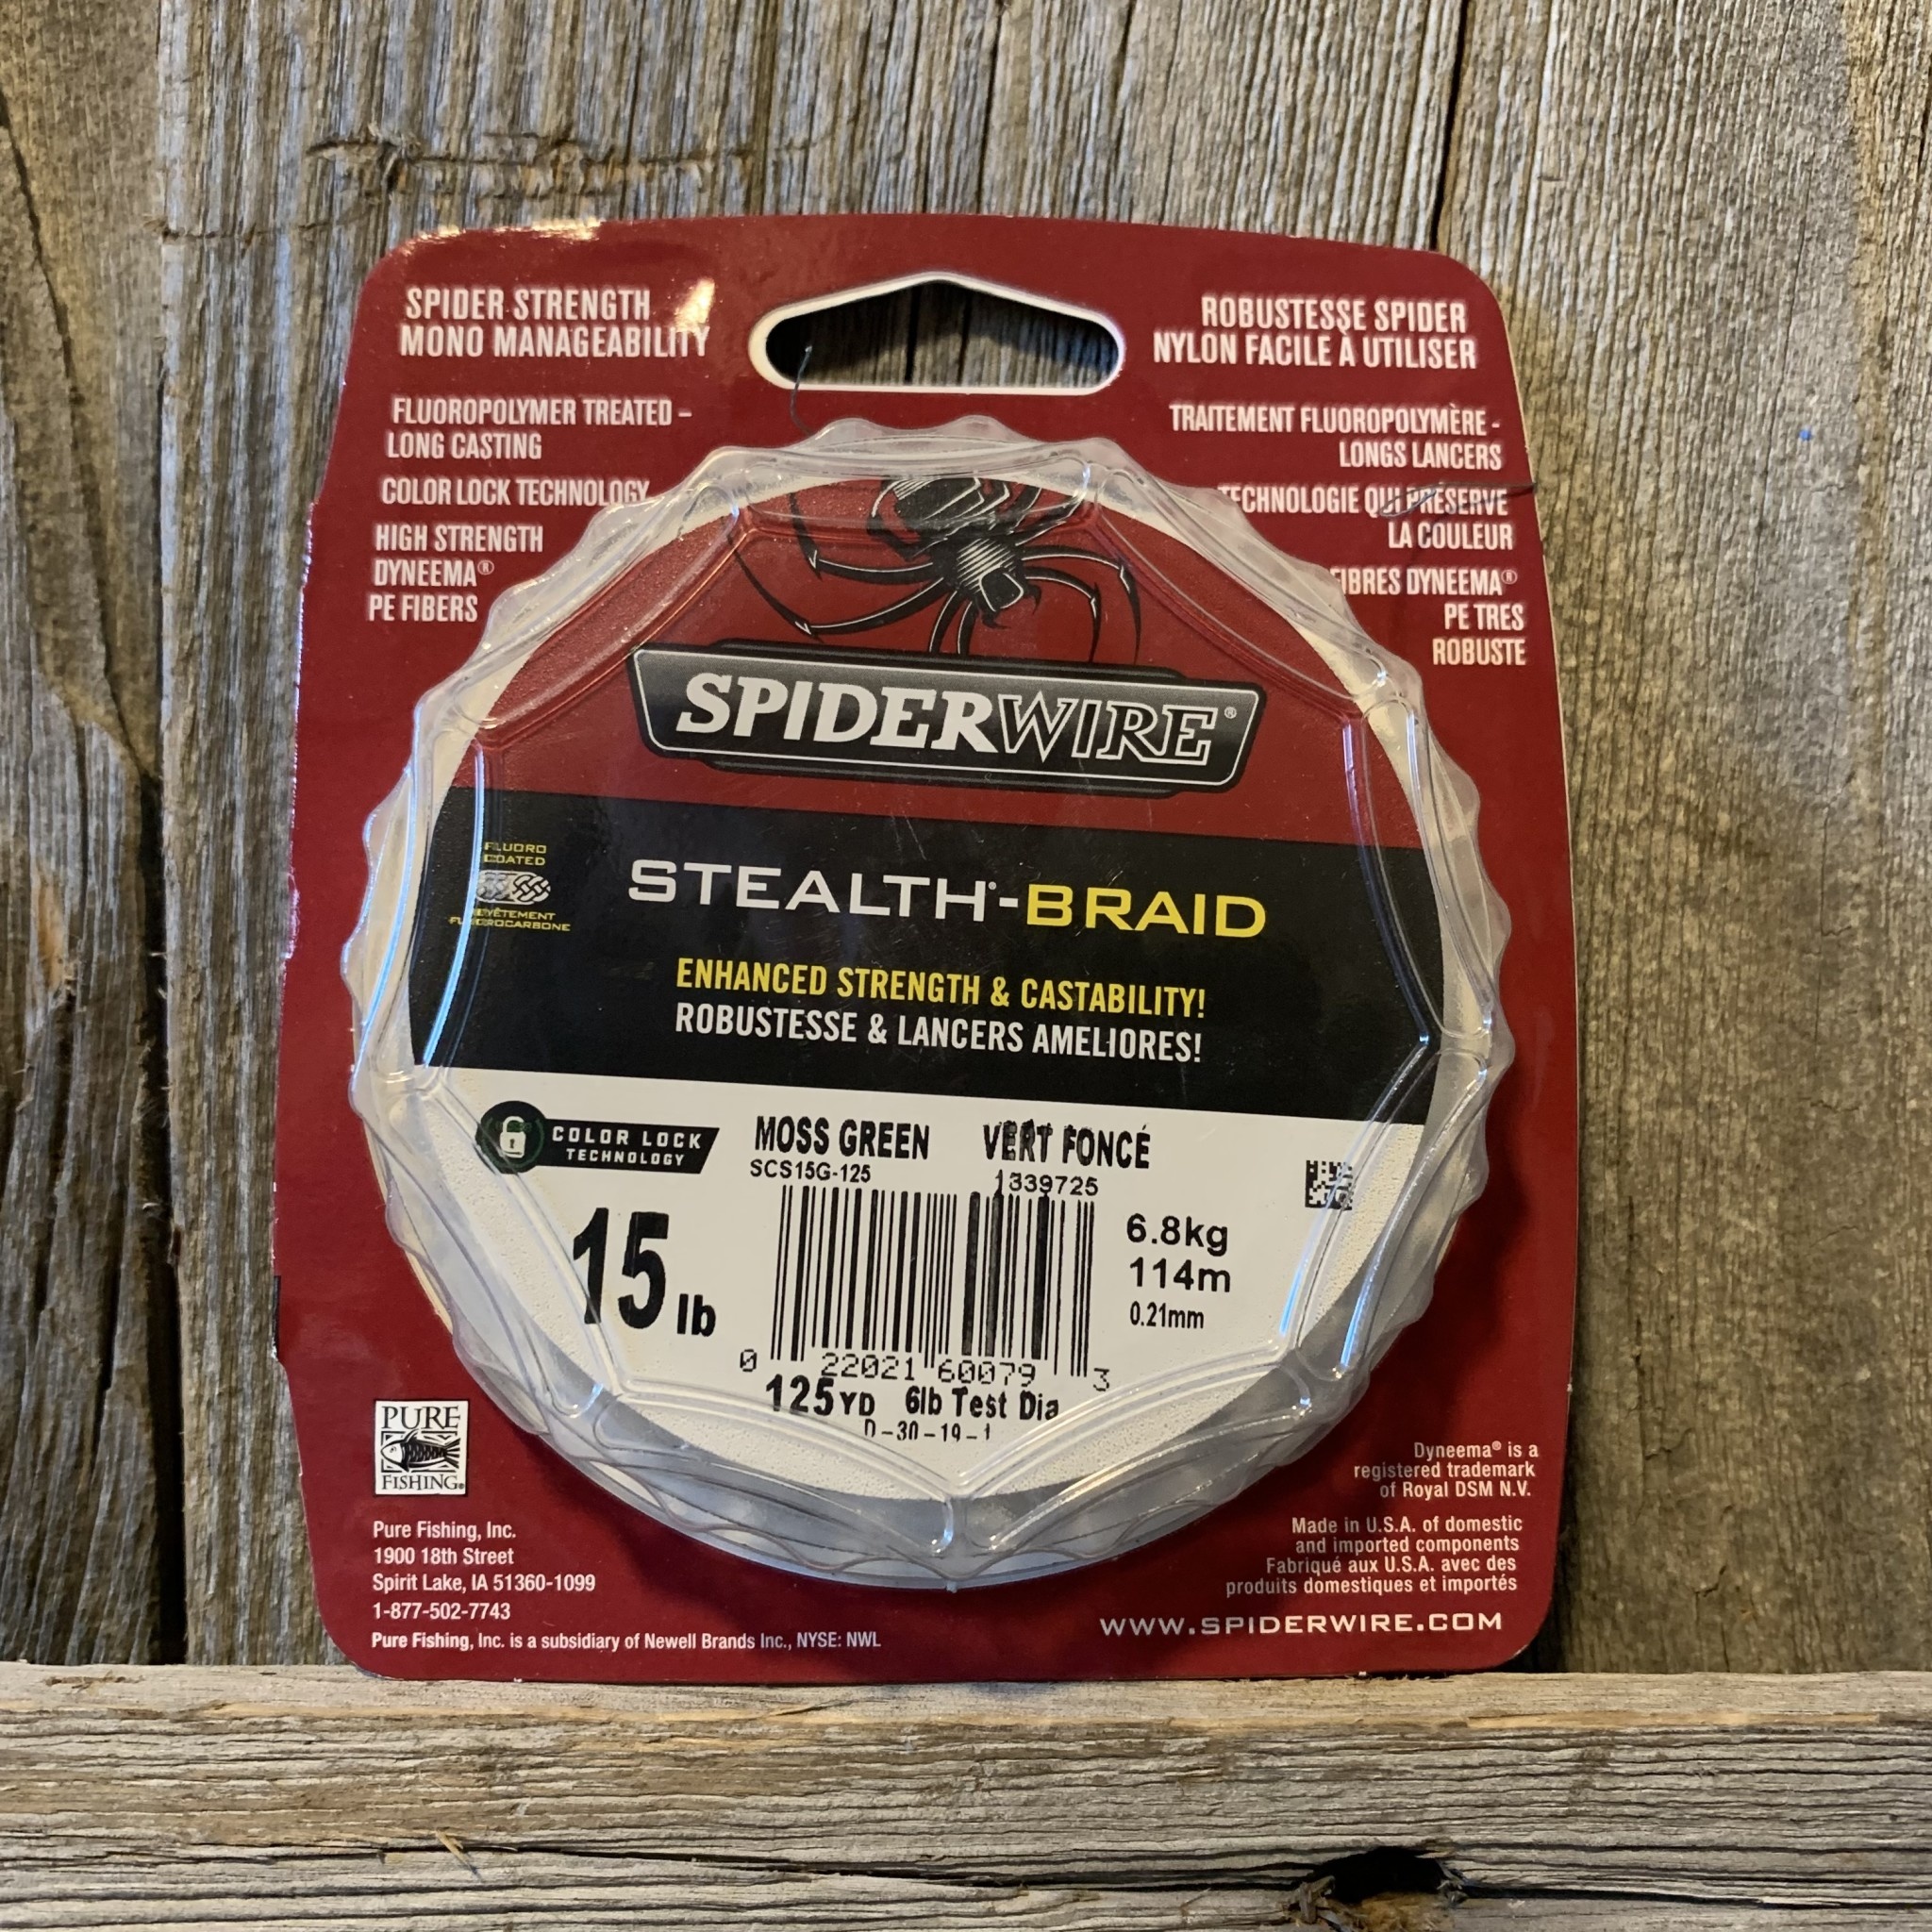 SPIDER STRENGTH
MONO MANAGEABILITY
FLUOROPOLYMER TREATED -
LONG CASTING
COLOR LOCK TECHNOLOGY
HIGH STRENGTH
DYNEEMA®
PE FIBERS
ROBUSTESSE SPIDER
NYLON FACILE À UTILISER
TRAITEMENT FLUOROPOLYMÈRE -
LONGS LANCERS
TECHNOLOGIE QUI PRÉSERVE
LA COULEUR
FIBRES DYNEEMA®
PE TRES
ROBUSTE
SPIDERWIRE®
FLUORO
COATED
REVÊTEMENT
FLUOROCARBONE
STEALTH®-BRAID
ENHANCED STRENGTH & CASTABILITY!
ROBUSTESSE & LANCERS AMELIORES!
COLOR LOCK
TECHNOLOGY
MOSS GREEN VERT FONCÉ
SCS15G-125 1339725
15 lb
6.8kg
114m
0.21mm
0 22021 60079 3
125 YD 6lb Test Dia
D-30-19-1
PURE
FISHING®
Pure Fishing, Inc.
1900 18th Street
Spirit Lake, IA 51360-1099
1-877-502-7743
Pure Fishing, Inc. is a subsidiary of Newell Brands Inc., NYSE: NWL
Dyneema® is a
registered trademark
of Royal DSM N.V.
Made in U.S.A. of domestic
and imported components
Fabriqué aux U.S.A. avec des
produits domestiques et importés
WWW.SPIDERWIRE.COM